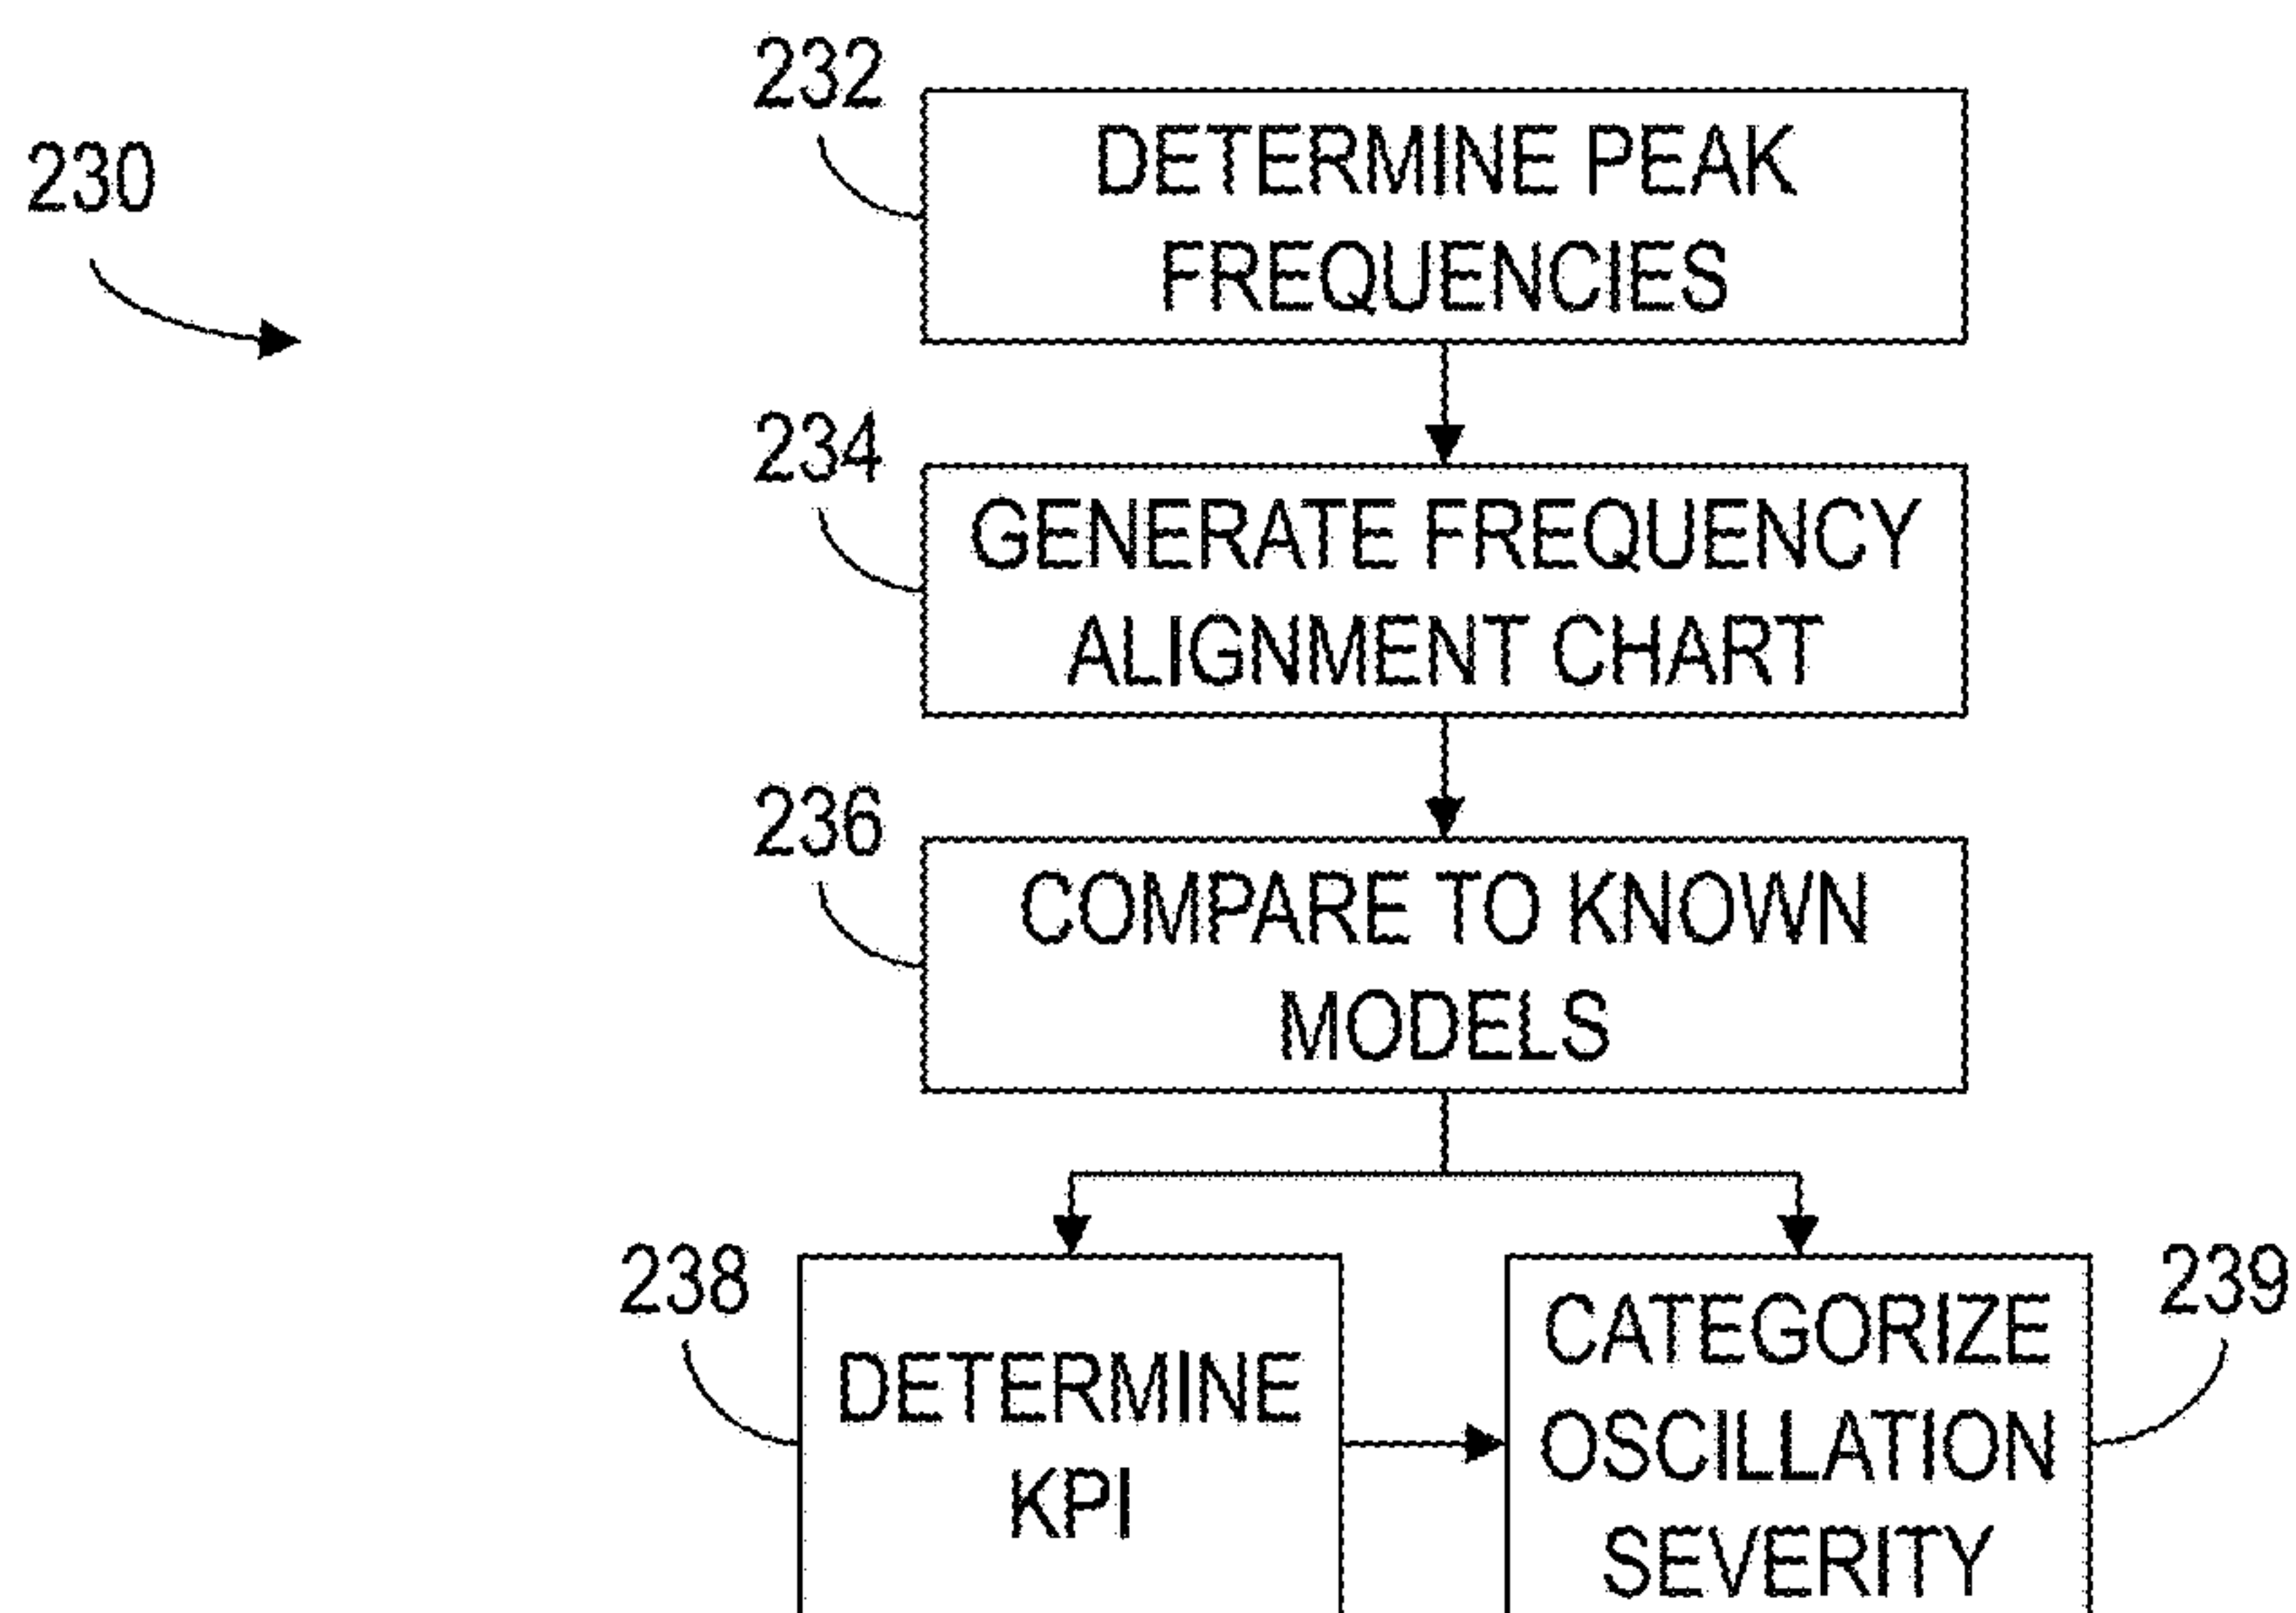 232
230
DETERMINE PEAK
FREQUENCIES
234
GENERATE FREQUENCY
ALIGNMENT CHART
236
COMPARE TO KNOWN
MODELS
238
DETERMINE
KPI
CATEGORIZE
OSCILLATION
SEVERITY
239